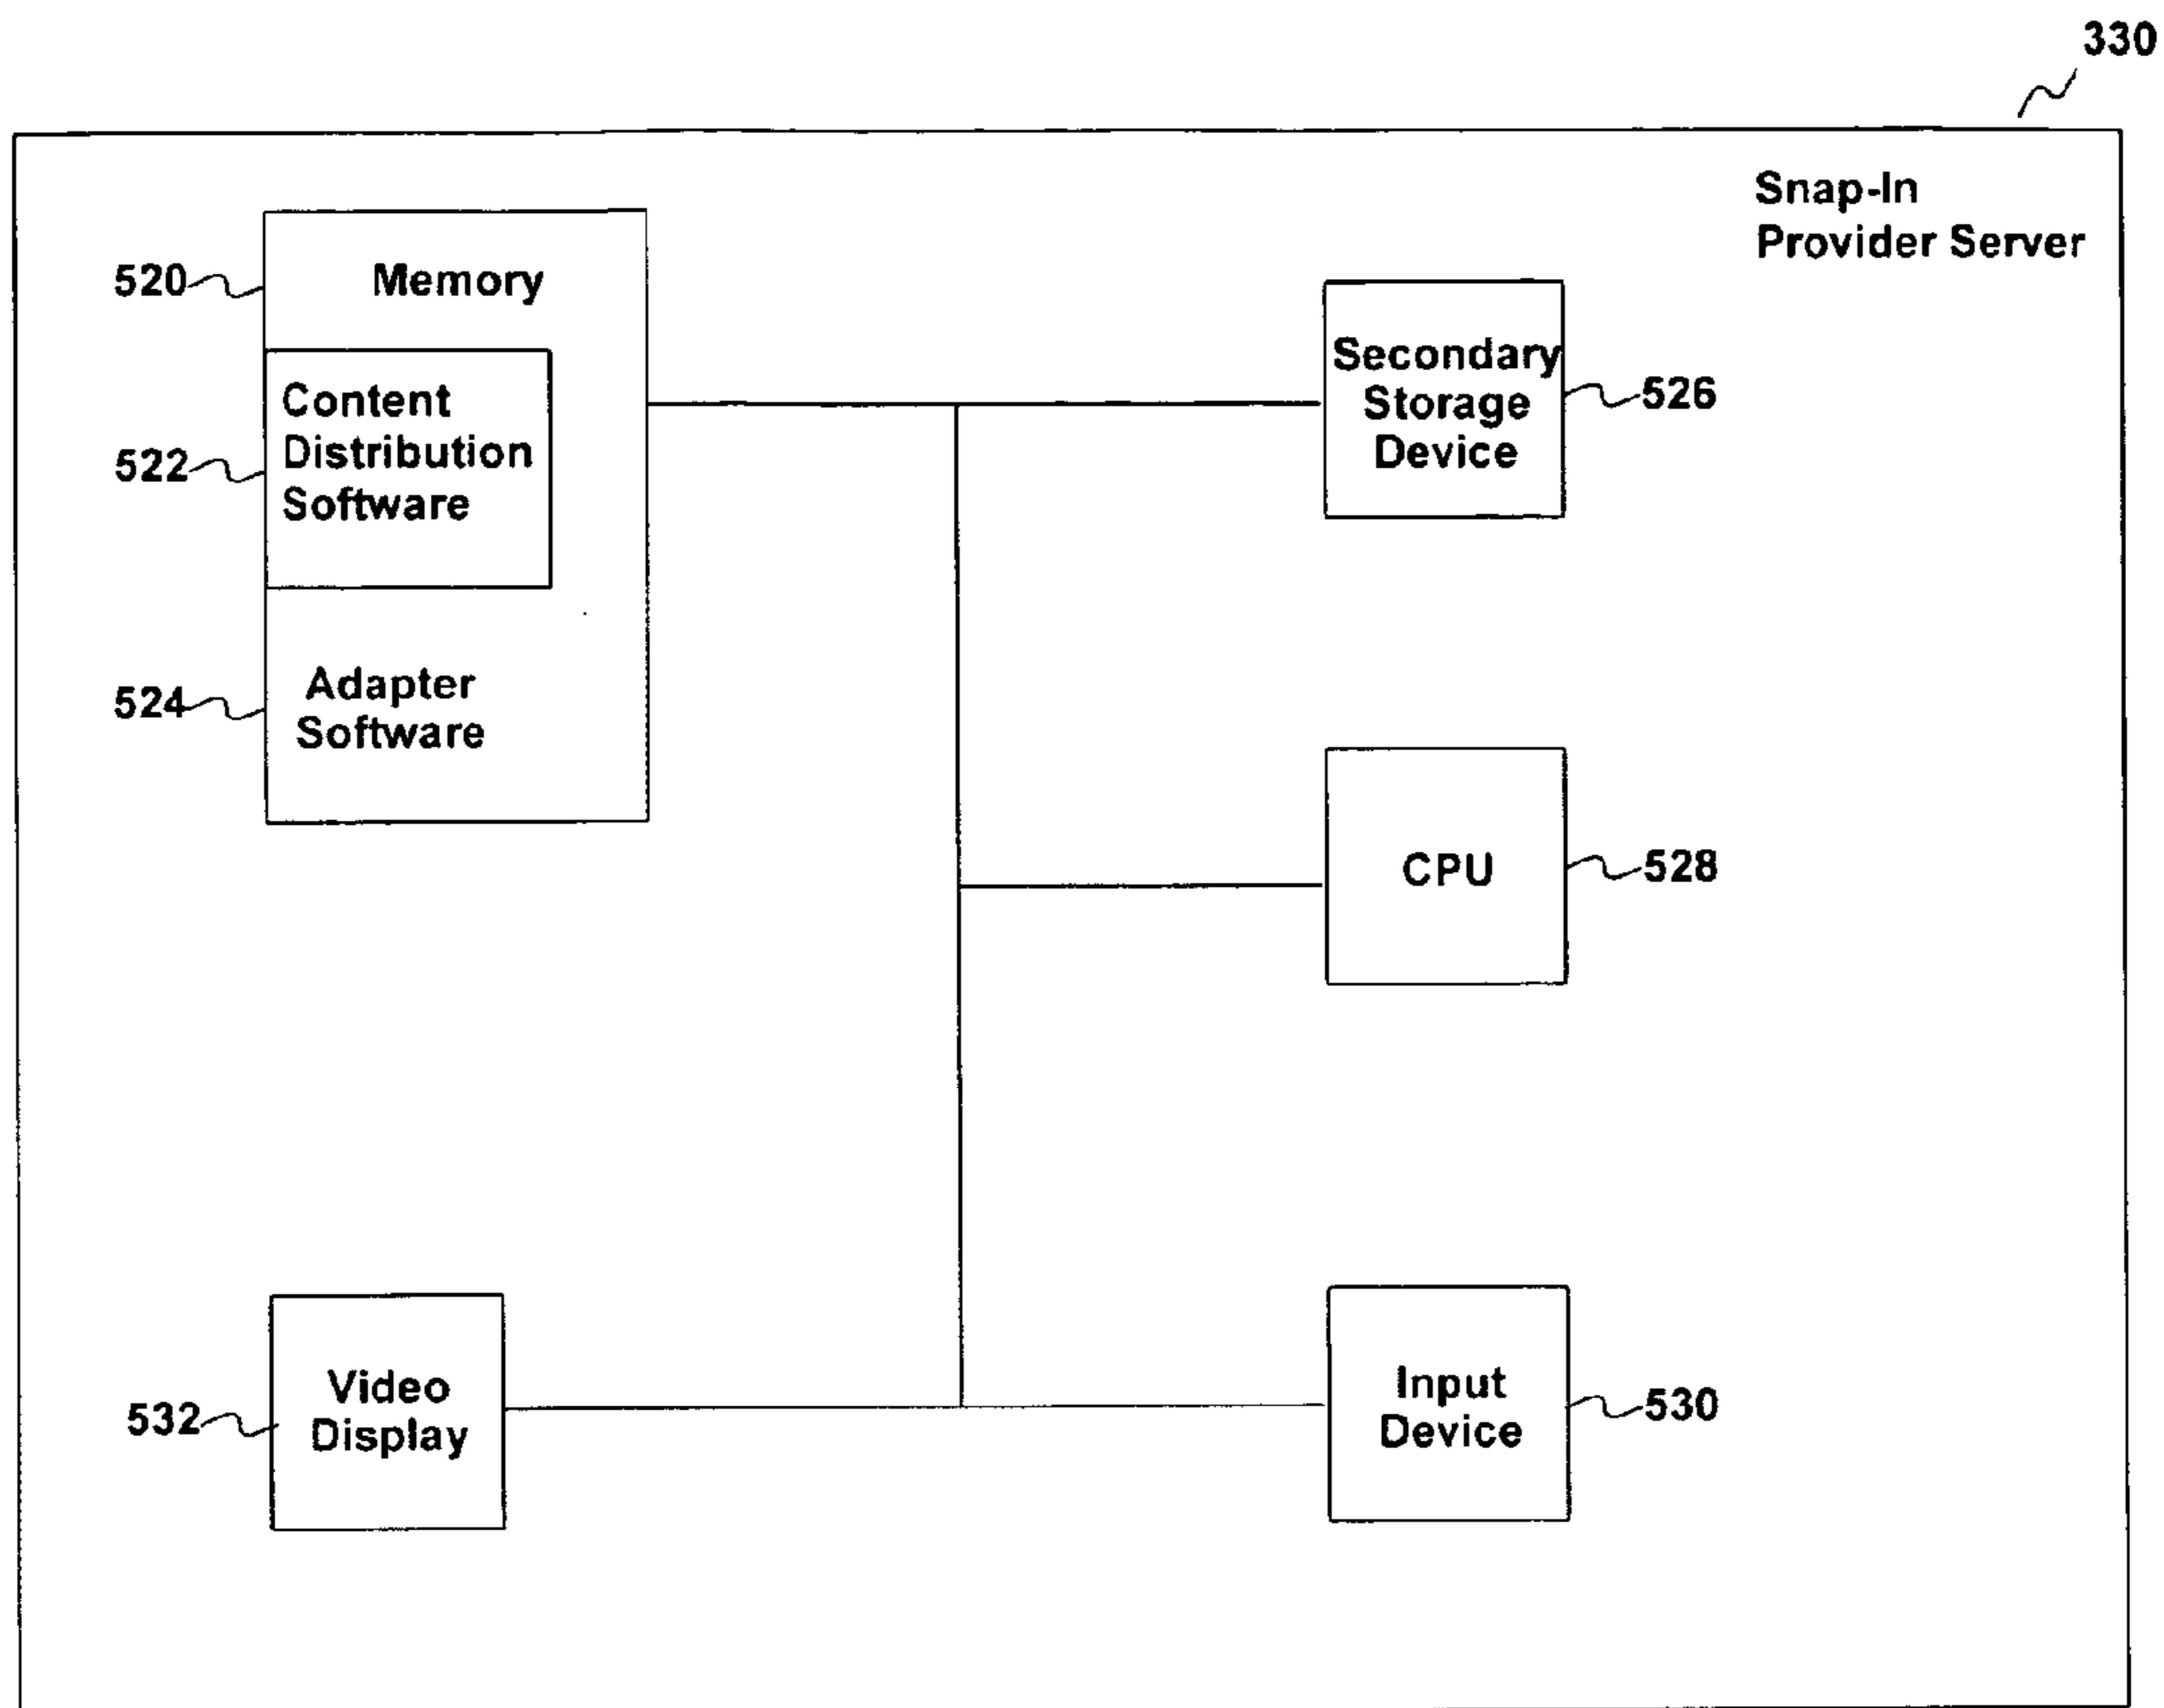 330
Snap-In
Provider Server
520
Memory
522
Content
Distribution
Software
524
Adapter
Software
Secondary
Storage
Device
526
CPU
528
532
Video
Display
Input
Device
530